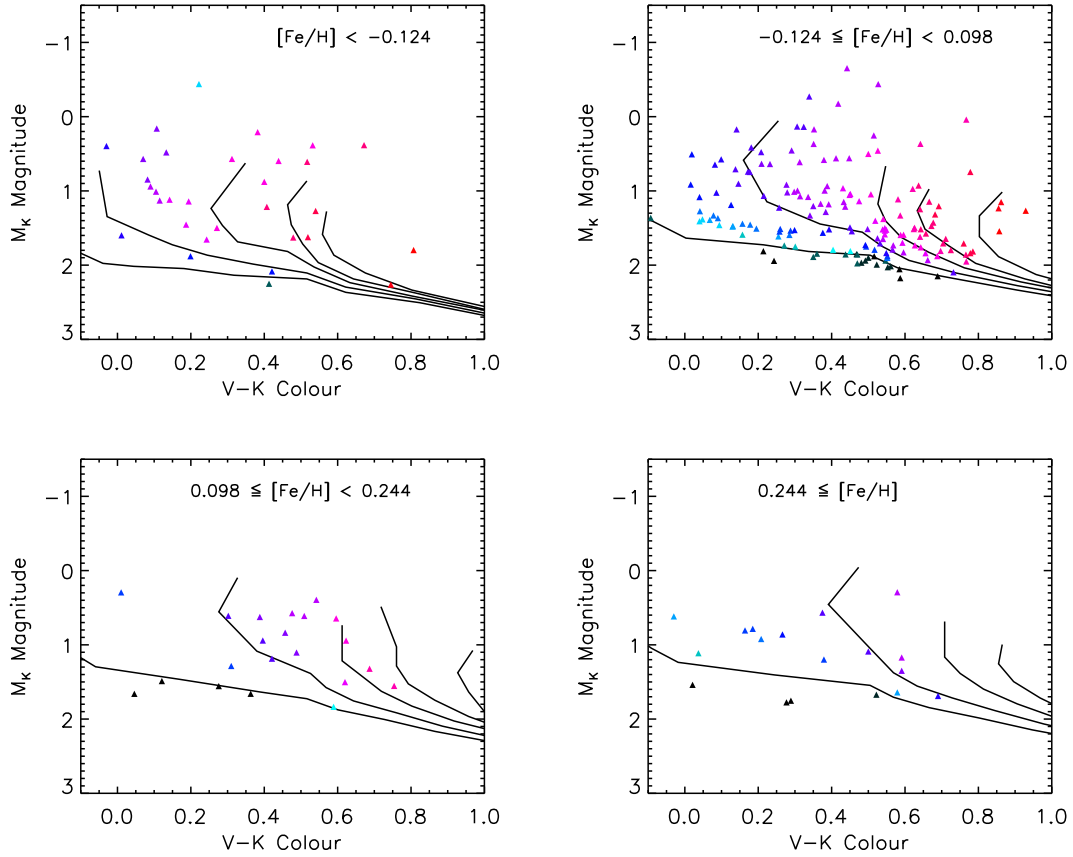 [Fe/H] < −0.124
−1
0
1
2
3
M_K Magnitude
0.0 0.2 0.4 0.6 0.8 1.0
V−K Colour
−0.124 ≦ [Fe/H] < 0.098
−1
0
1
2
3
M_K Magnitude
0.0 0.2 0.4 0.6 0.8 1.0
V−K Colour
0.098 ≦ [Fe/H] < 0.244
−1
0
1
2
3
M_K Magnitude
0.0 0.2 0.4 0.6 0.8 1.0
V−K Colour
0.244 ≦ [Fe/H]
−1
0
1
2
3
M_K Magnitude
0.0 0.2 0.4 0.6 0.8 1.0
V−K Colour